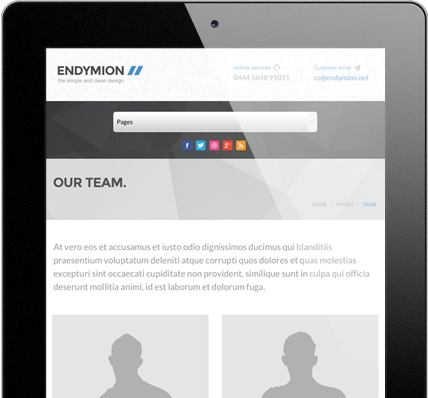 ENDYMION
the simple and clean design
Hotline services
0444 5648 91011
Customer email
cs@endymion.net
Pages
OUR TEAM.
HOME / PAGES / TEAM
At vero eos et accusamus et iusto odio dignissimos ducimus qui blanditiis
praesentium voluptatum deleniti atque corrupti quos dolores et quas molestias
excepturi sint occaecati cupiditate non provident, similique sunt in culpa qui officia
deserunt mollitia animi, id est laborum et dolorum fuga.